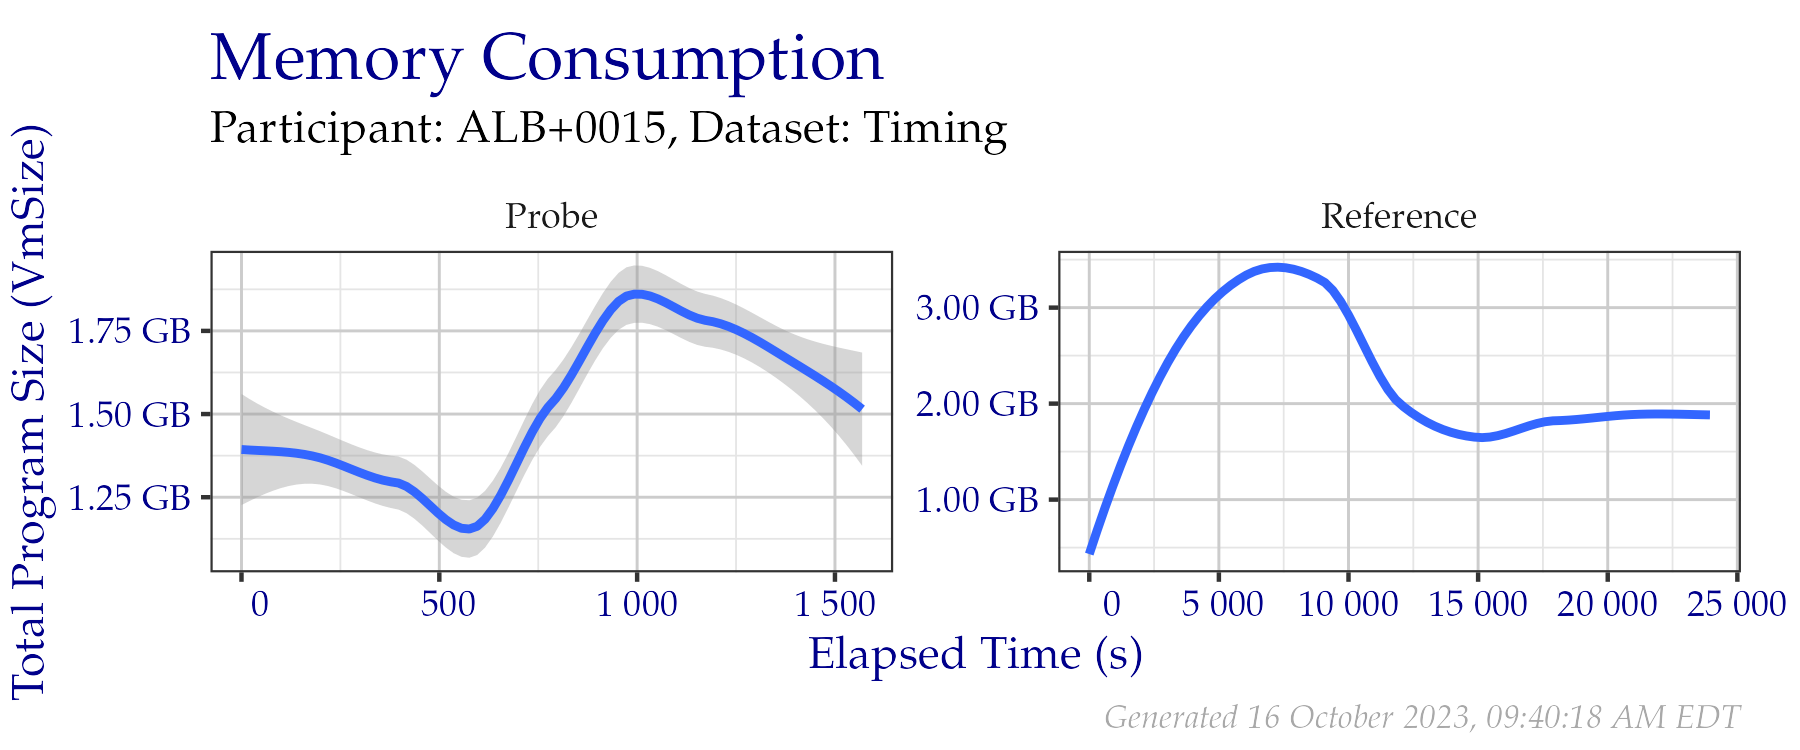 Memory Consumption
Participant: ALB+0015, Dataset: Timing
Total Program Size (VmSize)
Probe
1.75 GB
1.50 GB
1.25 GB
0 500 1 000 1 500
Reference
3.00 GB
2.00 GB
1.00 GB
0 5 000 10 000 15 000 20 000 25 000
Elapsed Time (s)
Generated 16 October 2023, 09:40:18 AM EDT